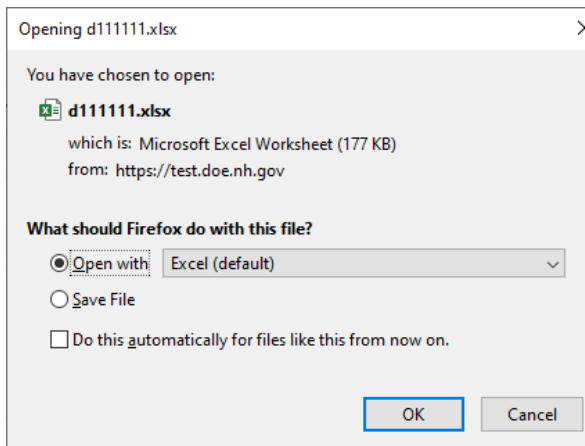 Opening d111111.xlsx
You have chosen to open:
d111111.xlsx
which is: Microsoft Excel Worksheet (177 KB)
from: https://test.doe.nh.gov
What should Firefox do with this file?
Open with Excel (default)
Save File
Do this automatically for files like this from now on.
OK Cancel